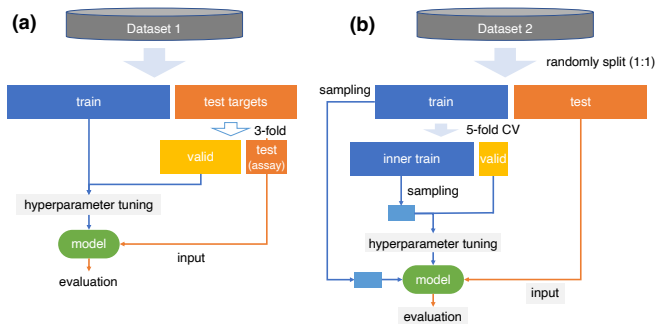 (a)
Dataset 1
train
test targets
3-fold
valid
test
(assay)
hyperparameter tuning
model
input
evaluation
(b)
Dataset 2
randomly split (1:1)
sampling
train
test
5-fold CV
inner train
valid
sampling
hyperparameter tuning
model
input
evaluation